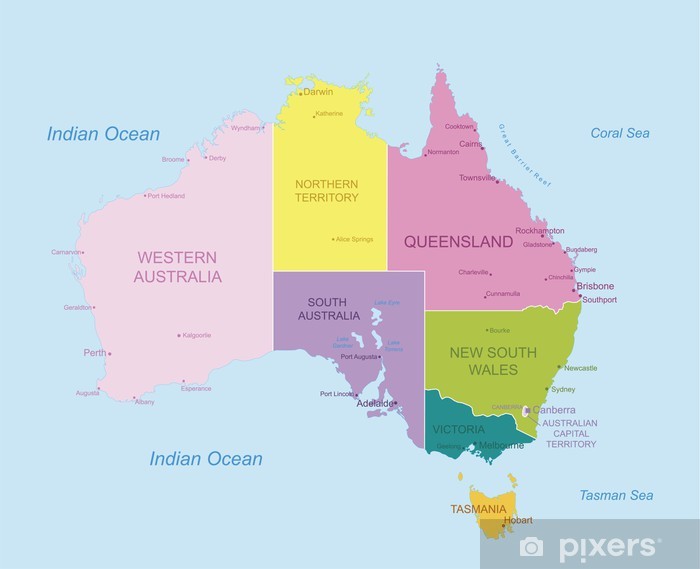 Darwin
Katherine
Indian Ocean
Wyndham
Cooktown
Coral Sea
Great Barrier Reef
Cairns
Normanton
Broome
Derby
Townsville
NORTHERN
TERRITORY
Port Hedland
Rockhampton
Alice Springs
QUEENSLAND
Gladstone
Bundaberg
Carnarvon
WESTERN
AUSTRALIA
Charleville
Gympie
Chinchilla
Brisbone
Cunnamulla
Southport
SOUTH
AUSTRALIA
Lake Eyre
Geraldton
Bourke
Kalgoorlie
Lake
Gairdner
Lake
Torrens
Perth
Port Augusta
NEW SOUTH
WALES
Newcastle
Augusta
Esperance
Albany
Port Lincoln
Adelaide
Sydney
CANBERRA
Canberra
AUSTRALIAN
CAPITAL
TERRITORY
VICTORIA
Geelong
Melbourne
Indian Ocean
Tasman Sea
TASMANIA
Hobart
pixers®